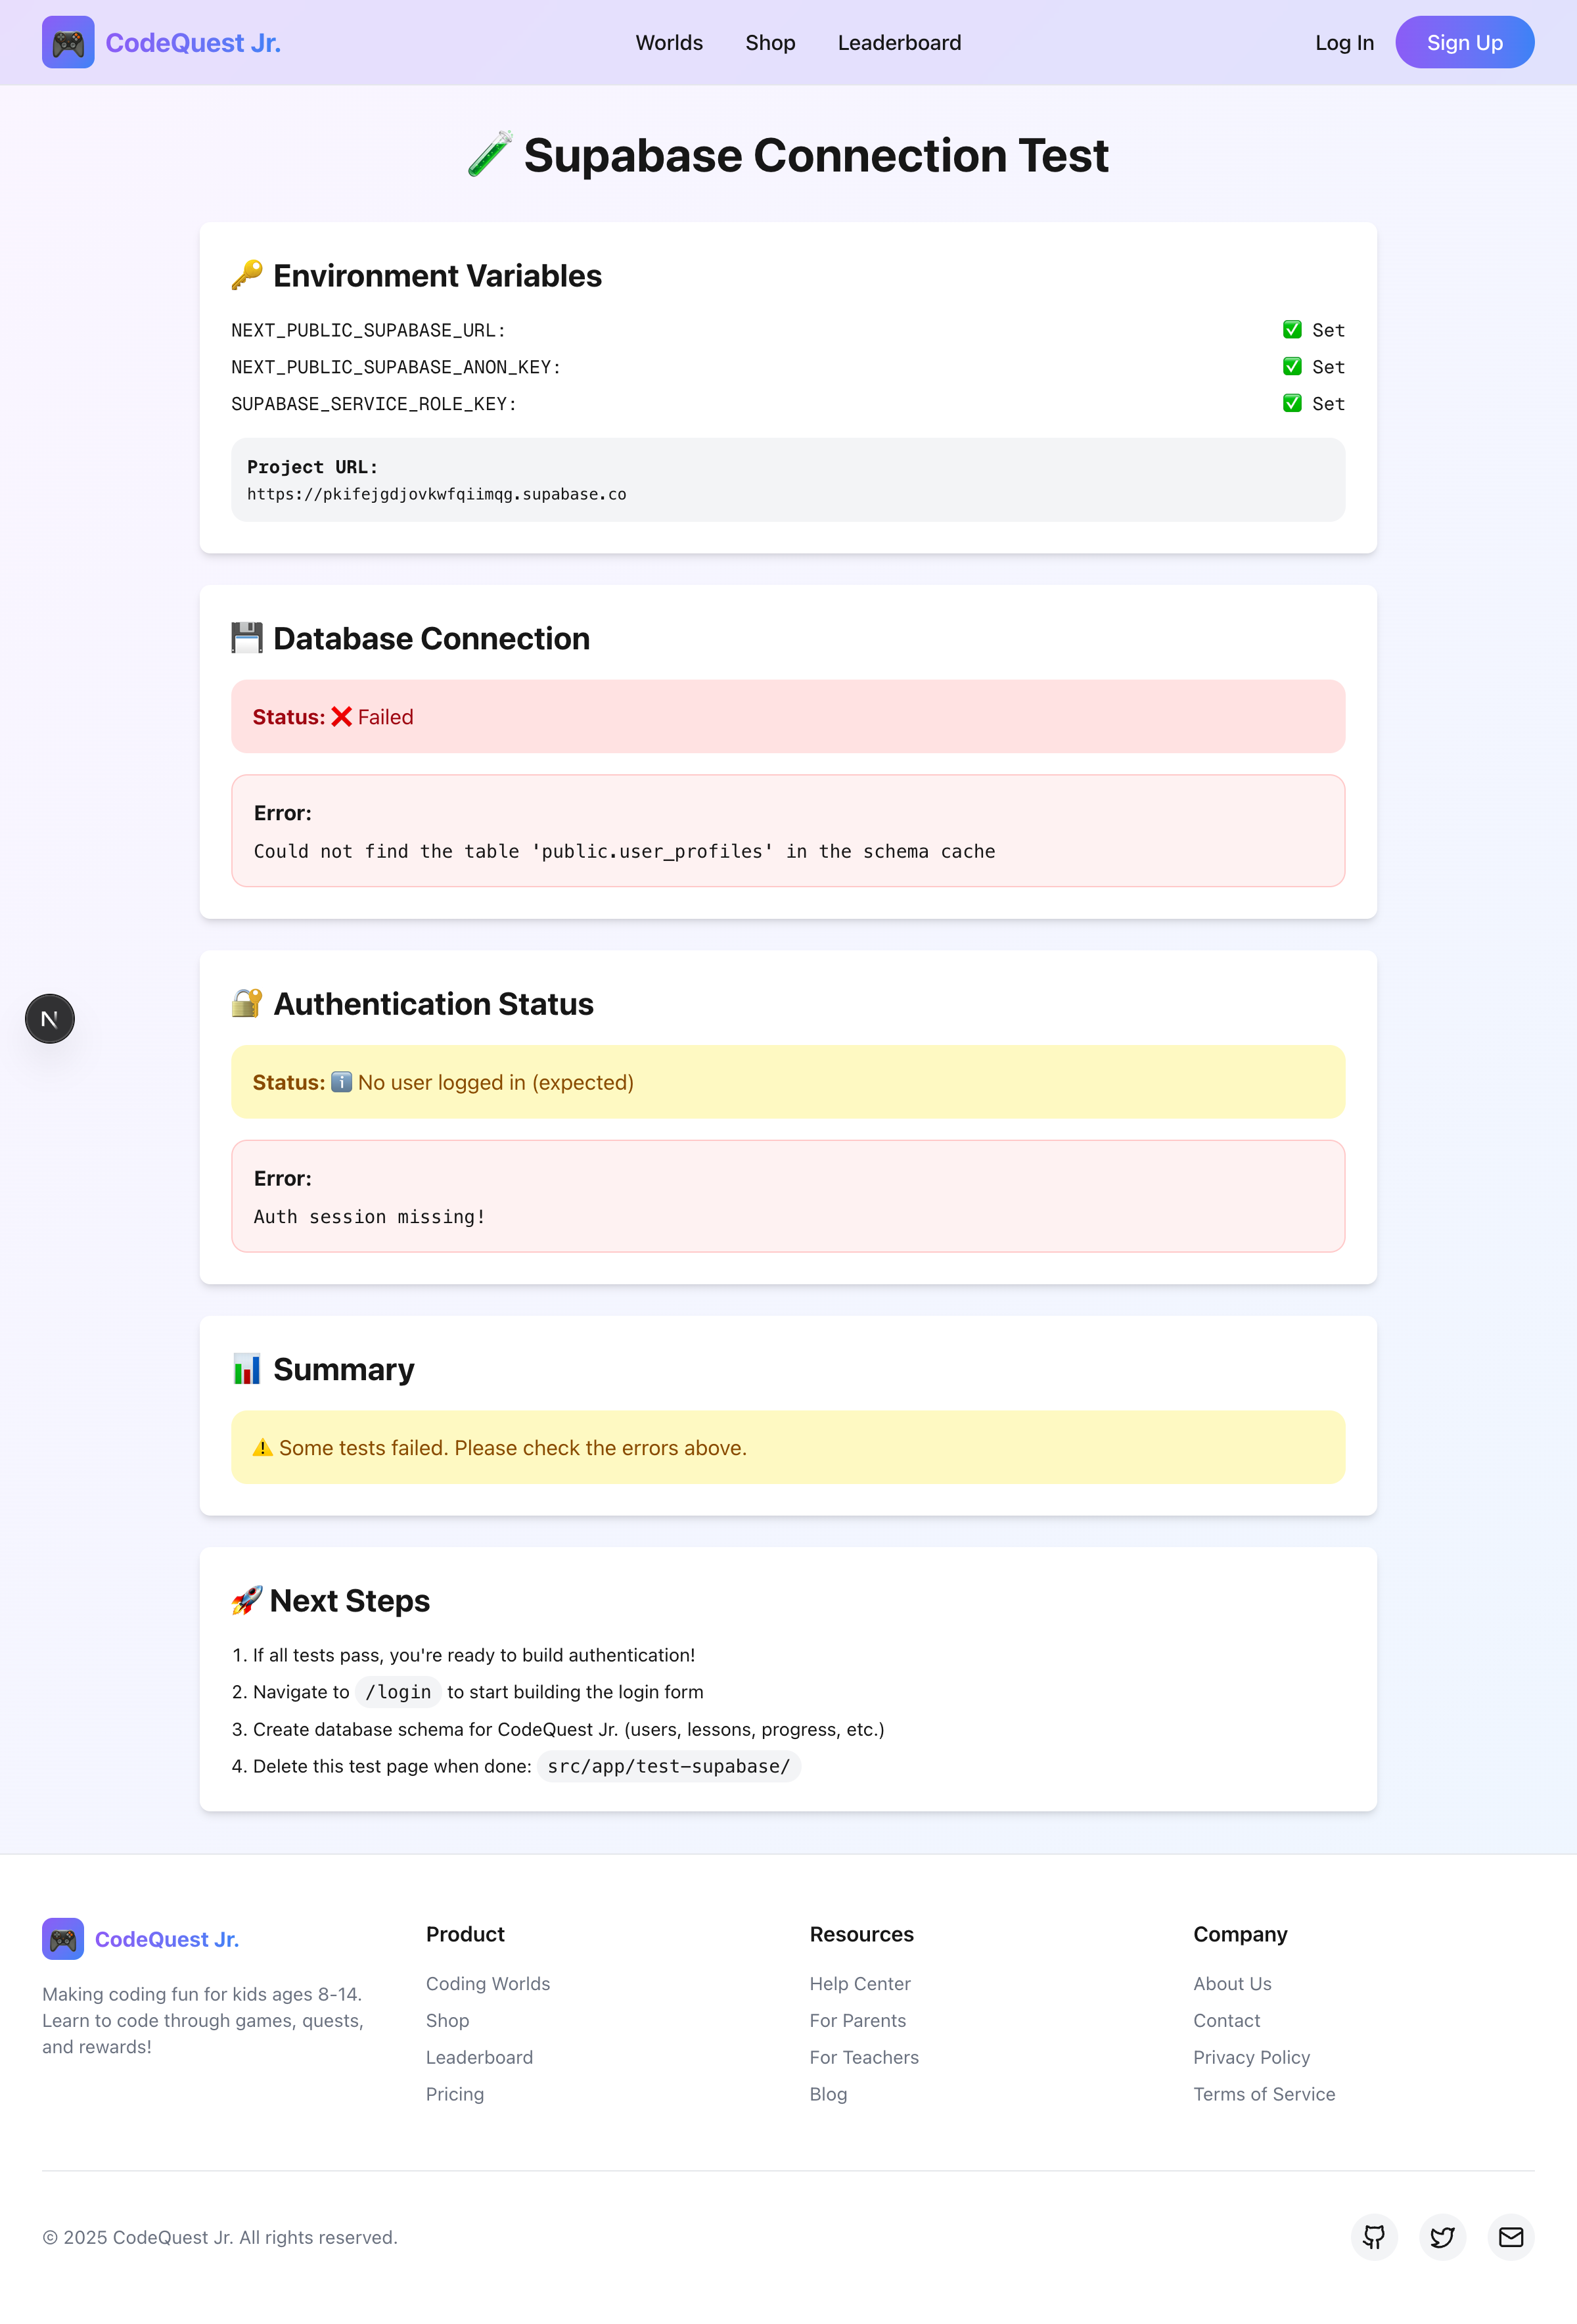 CodeQuest Jr.
Worlds
Shop
Leaderboard
Log In
Sign Up
Supabase Connection Test
Environment Variables
NEXT_PUBLIC_SUPABASE_URL: ✅ Set
NEXT_PUBLIC_SUPABASE_ANON_KEY: ✅ Set
SUPABASE_SERVICE_ROLE_KEY: ✅ Set
Project URL:
https://pkifejgdjovkwfqiimqg.supabase.co
Database Connection
Status: ❌ Failed
Error:
Could not find the table 'public.user_profiles' in the schema cache
Authentication Status
Status: ℹ️ No user logged in (expected)
Error:
Auth session missing!
N
Summary
⚠️ Some tests failed. Please check the errors above.
Next Steps
1. If all tests pass, you're ready to build authentication!
2. Navigate to /login to start building the login form
3. Create database schema for CodeQuest Jr. (users, lessons, progress, etc.)
4. Delete this test page when done: src/app/test-supabase/
CodeQuest Jr.
Making coding fun for kids ages 8-14.
Learn to code through games, quests,
and rewards!
Product
Coding Worlds
Shop
Leaderboard
Pricing
Resources
Help Center
For Parents
For Teachers
Blog
Company
About Us
Contact
Privacy Policy
Terms of Service
© 2025 CodeQuest Jr. All rights reserved.